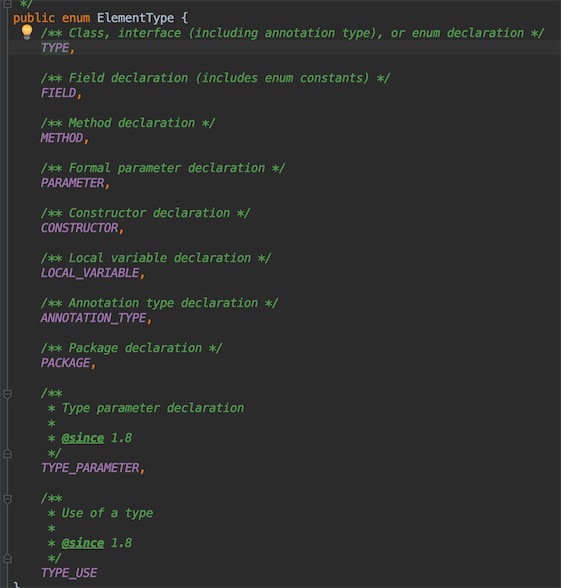 */
public enum ElementType {
/** Class, interface (including annotation type), or enum declaration */
TYPE,
/** Field declaration (includes enum constants) */
FIELD,
/** Method declaration */
METHOD,
/** Formal parameter declaration */
PARAMETER,
/** Constructor declaration */
CONSTRUCTOR,
/** Local variable declaration */
LOCAL_VARIABLE,
/** Annotation type declaration */
ANNOTATION_TYPE,
/** Package declaration */
PACKAGE,
/**
* Type parameter declaration
*
* @since 1.8
*/
TYPE_PARAMETER,
/**
* Use of a type
*
* @since 1.8
*/
TYPE_USE
}